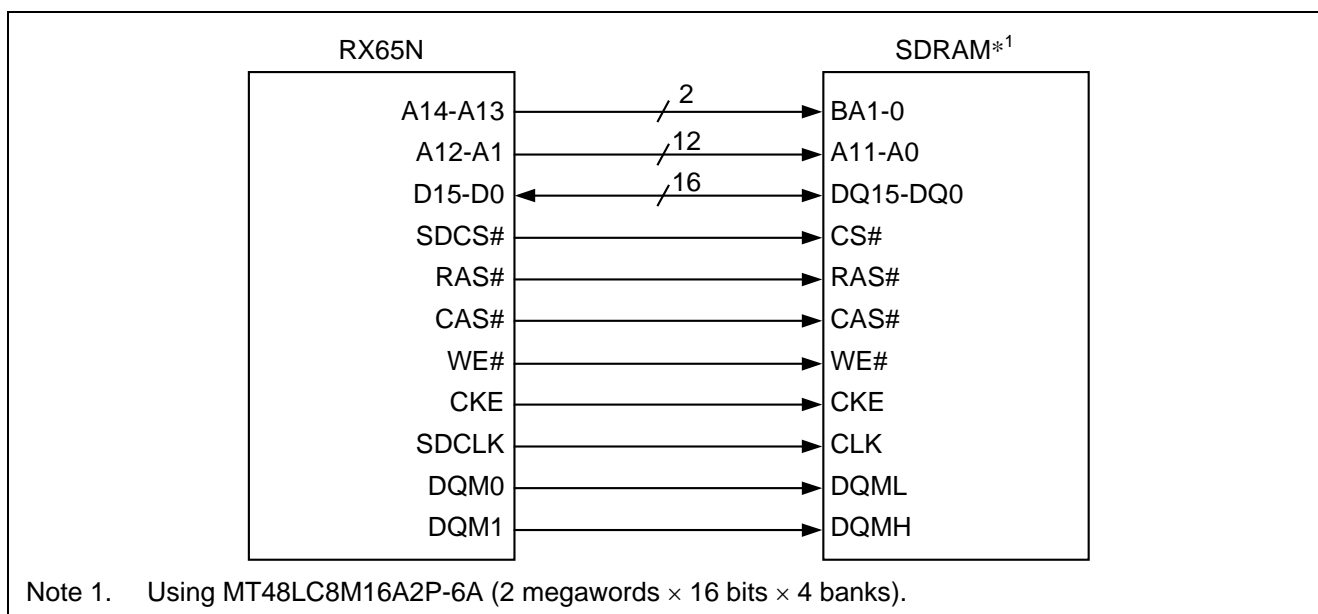 RX65N SDRAM*1
A14-A13 2 BA1-0
A12-A1 12 A11-A0
D15-D0 16 DQ15-DQ0
SDCS# CS#
RAS# RAS#
CAS# CAS#
WE# WE#
CKE CKE
SDCLK CLK
DQM0 DQML
DQM1 DQMH
Note 1. Using MT48LC8M16A2P-6A (2 megawords × 16 bits × 4 banks).